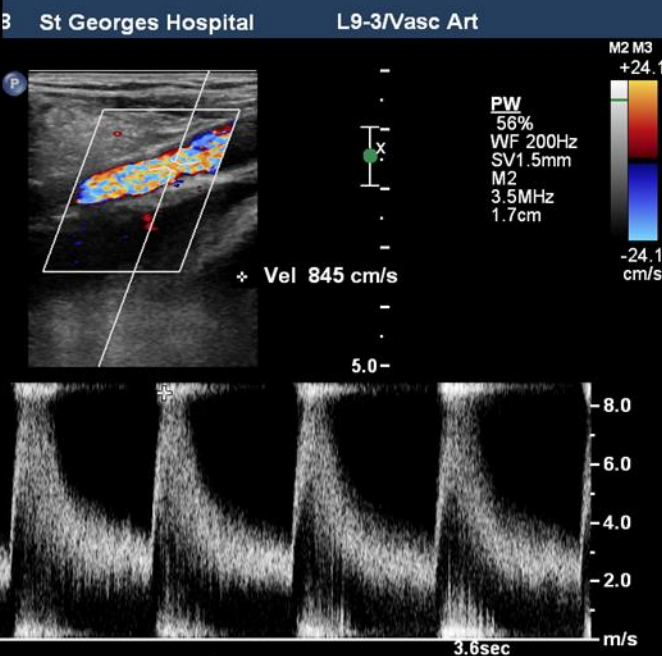 3 St Georges Hospital L9-3/Vasc Art
M2 M3
+24.1
P
PW
56%
WF 200Hz
SV1.5mm
M2
3.5MHz
1.7cm
x
-24.1
cm/s
Vel 845 cm/s
5.0
8.0
6.0
4.0
2.0
m/s
3.6sec